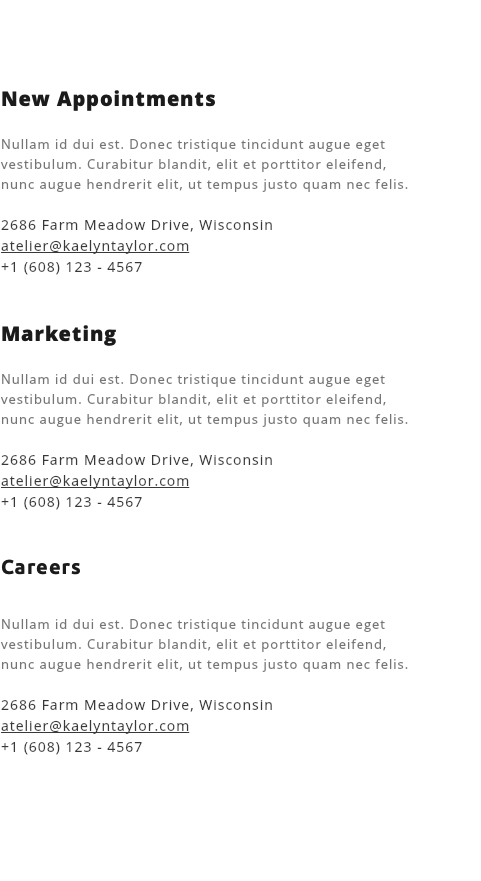 New Appointments
Nullam id dui est. Donec tristique tincidunt augue eget
vestibulum. Curabitur blandit, elit et porttitor eleifend,
nunc augue hendrerit elit, ut tempus justo quam nec felis.
2686 Farm Meadow Drive, Wisconsin
atelier@kaelyntaylor.com
+1 (608) 123 - 4567
Marketing
Nullam id dui est. Donec tristique tincidunt augue eget
vestibulum. Curabitur blandit, elit et porttitor eleifend,
nunc augue hendrerit elit, ut tempus justo quam nec felis.
2686 Farm Meadow Drive, Wisconsin
atelier@kaelyntaylor.com
+1 (608) 123 - 4567
Careers
Nullam id dui est. Donec tristique tincidunt augue eget
vestibulum. Curabitur blandit, elit et porttitor eleifend,
nunc augue hendrerit elit, ut tempus justo quam nec felis.
2686 Farm Meadow Drive, Wisconsin
atelier@kaelyntaylor.com
+1 (608) 123 - 4567